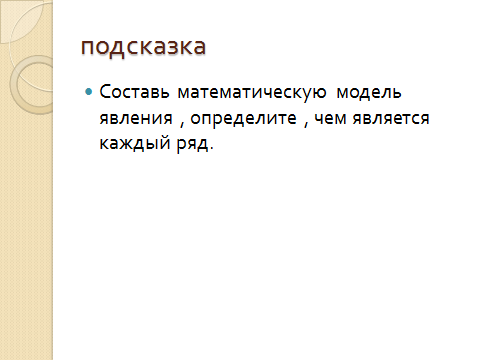 подсказка
Составь математическую модель
явления , определите , чем является
каждый ряд.